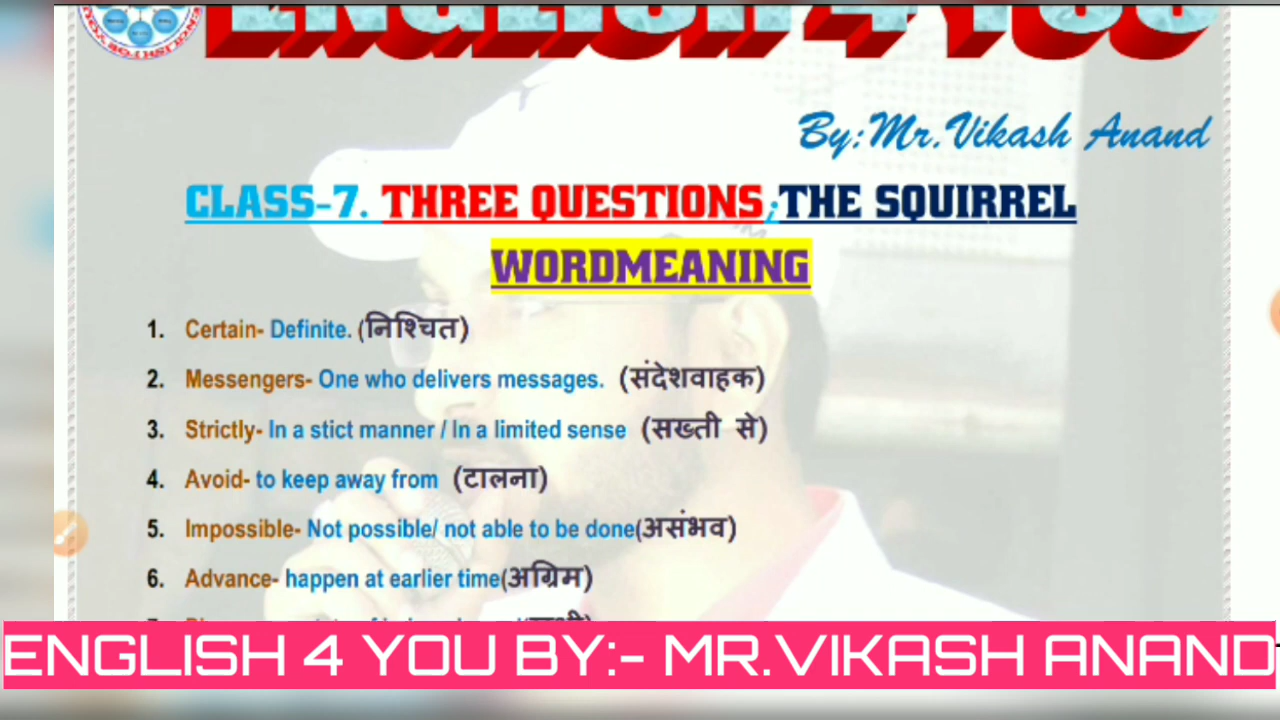 ENGLISH 4 YOU
By:Mr.Vikash Anand
CLASS-7. THREE QUESTIONS;THE SQUIRREL
WORDMEANING
1. Certain- Definite. (निश्चित)
2. Messengers- One who delivers messages. (संदेशवाहक)
3. Strictly- In a stict manner / In a limited sense (सख्ती से)
4. Avoid- to keep away from (टालना)
5. Impossible- Not possible/ not able to be done(असंभव)
6. Advance- happen at earlier time(अग्रिम)
ENGLISH 4 YOU BY:- MR.VIKASH ANAND